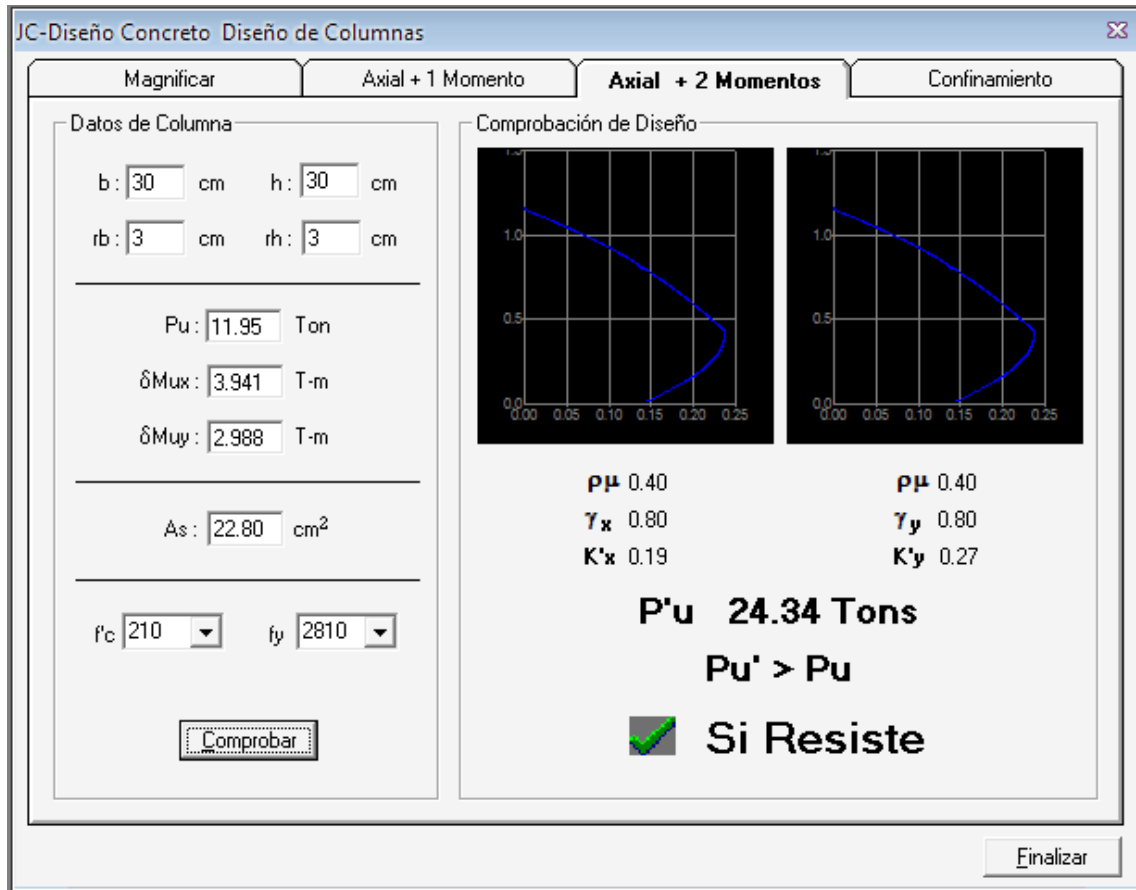 JC-Diseño Concreto Diseño de Columnas
Magnificar Axial + 1 Momento Axial + 2 Momentos Confinamiento
Datos de Columna
b : 30 cm h : 30 cm
rb : 3 cm rh : 3 cm
Pu : 11.95 Ton
δMux : 3.941 T-m
δMuy : 2.988 T-m
As : 22.80 cm²
f'c 210 fy 2810
Comprobar
Comprobación de Diseño
1.0 1.0
0.5 0.5
0.0 0.0
0.00 0.05 0.10 0.15 0.20 0.25 0.00 0.05 0.10 0.15 0.20 0.25
ρμ 0.40 ρμ 0.40
γx 0.80 γy 0.80
K'x 0.19 K'y 0.27
P'u 24.34 Tons
Pu' > Pu
Si Resiste
Finalizar